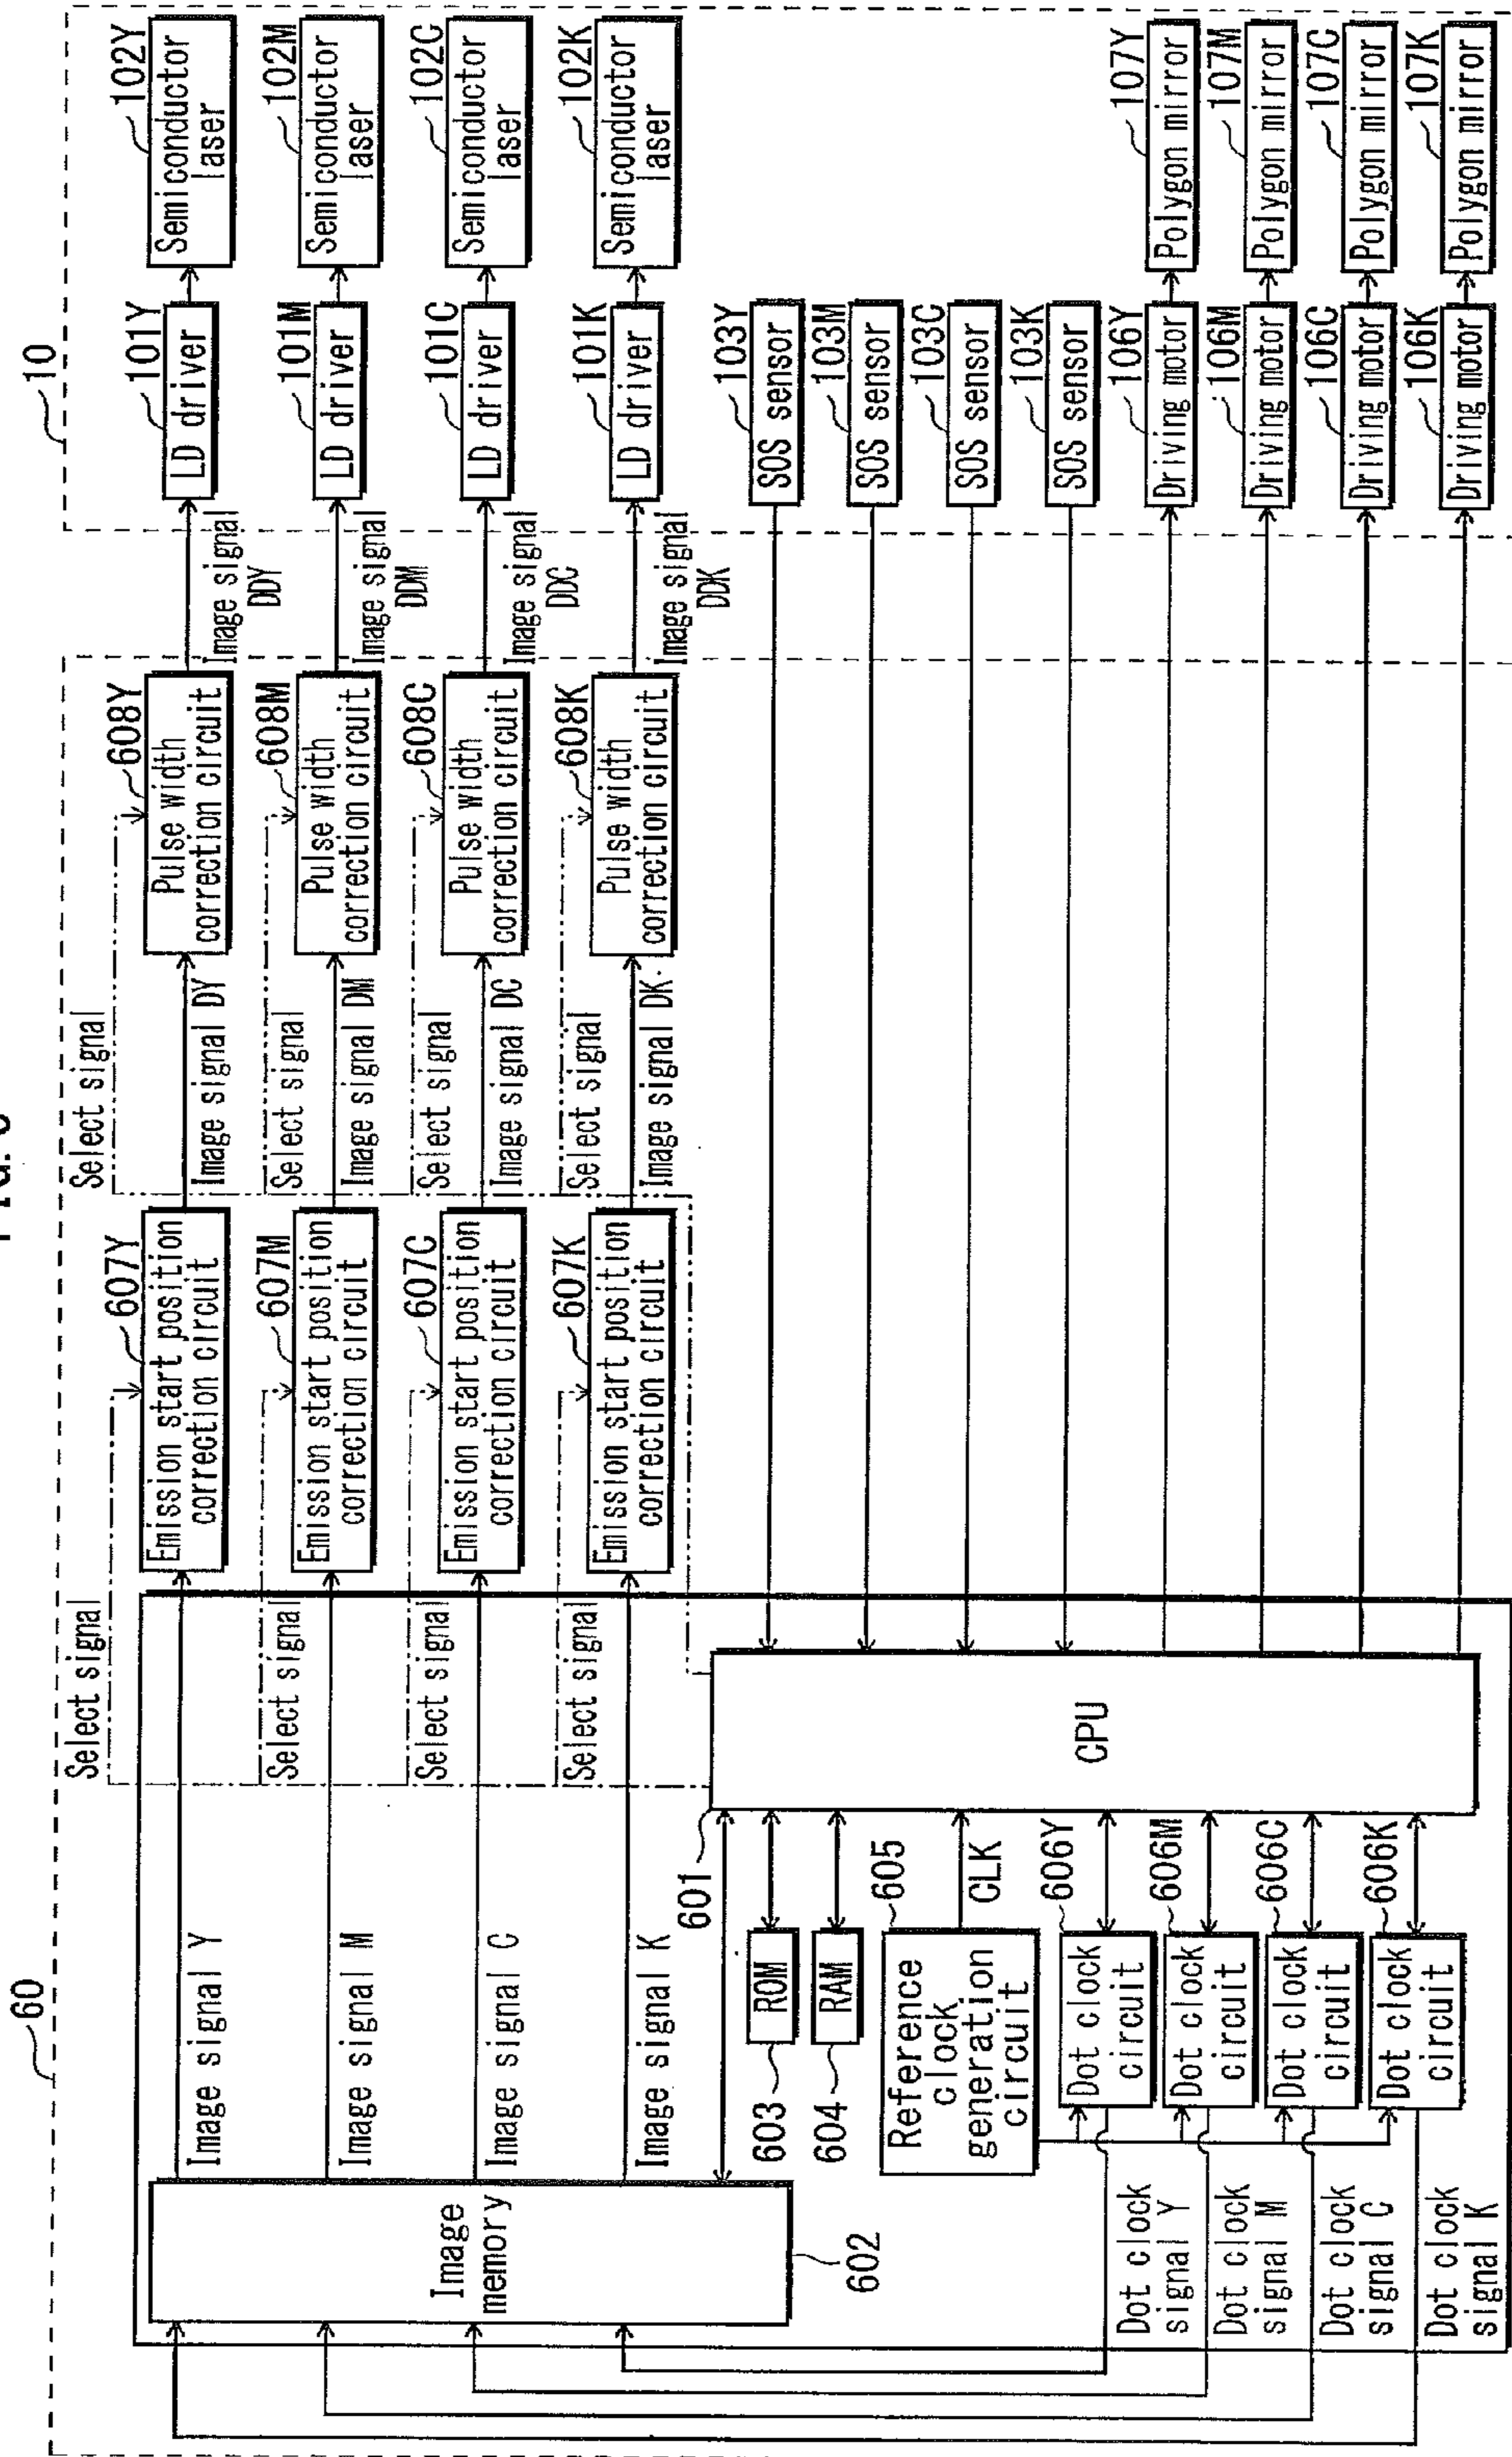 60
10
Select signal
Select signal
607Y
608Y
101Y
102Y
Image signal Y
Emission start position
correction circuit
Image signal DY
Pulse width
correction circuit
Image signal
DDY
LD driver
Semiconductor
laser
Select signal
Select signal
607M
608M
101M
102M
Image signal M
Emission start position
correction circuit
Image signal DM
Pulse width
correction circuit
Image signal
DDM
LD driver
Semiconductor
laser
Select signal
Select signal
607C
608C
101C
102C
Image signal C
Emission start position
correction circuit
Image signal DC
Pulse width
correction circuit
Image signal
DDC
LD driver
Semiconductor
laser
Select signal
Select signal
607K
608K
101K
102K
Image signal K
Emission start position
correction circuit
Image signal DK
Pulse width
correction circuit
Image signal
DDK
LD driver
Semiconductor
laser
Image
memory
602
601
CPU
603
ROM
604
RAM
605
Reference
clock
generation
circuit
CLK
606Y
Dot clock
circuit
606M
Dot clock
circuit
606C
Dot clock
circuit
606K
Dot clock
circuit
Dot clock
signal Y
Dot clock
signal M
Dot clock
signal C
Dot clock
signal K
103Y
SOS sensor
103M
SOS sensor
103C
SOS sensor
103K
SOS sensor
106Y
Driving motor
107Y
Polygon mirror
106M
Driving motor
107M
Polygon mirror
106C
Driving motor
107C
Polygon mirror
106K
Driving motor
107K
Polygon mirror